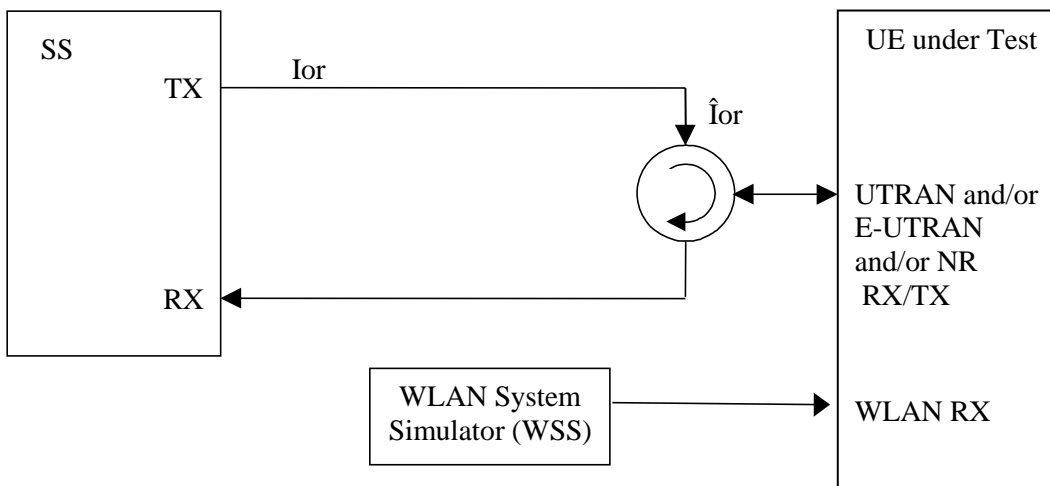 SS
TX
Ior
Îor
UE under Test
UTRAN and/or
E-UTRAN
and/or NR
RX/TX
RX
WLAN System
Simulator (WSS)
WLAN RX